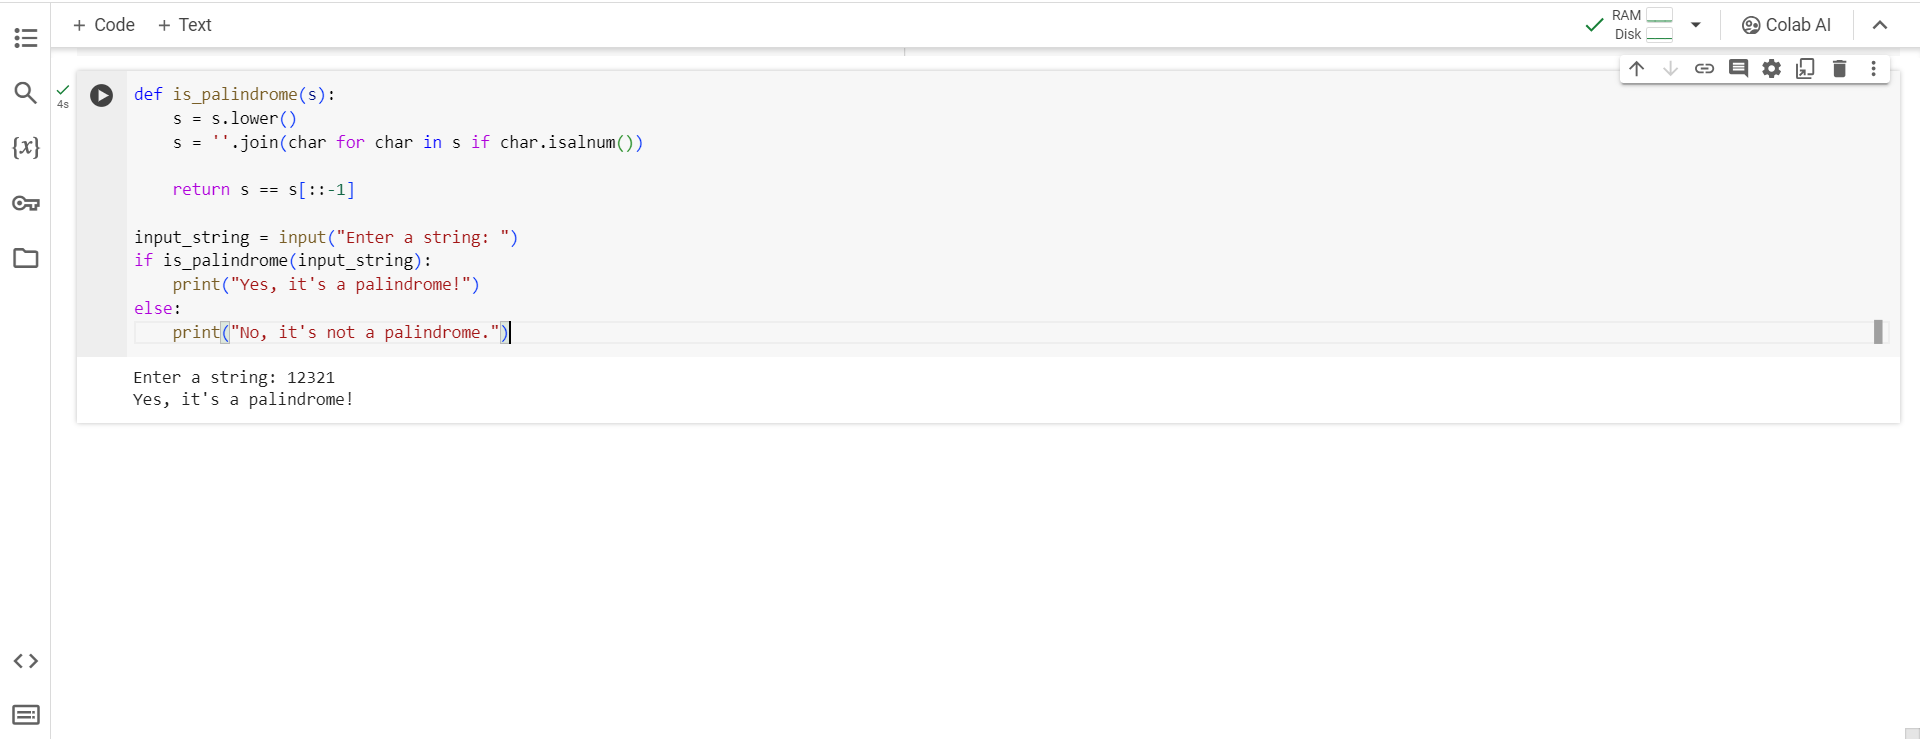 + Code + Text
RAM
Disk
Colab AI
{x}
4s
def is_palindrome(s):
    s = s.lower()
    s = ''.join(char for char in s if char.isalnum())
    return s == s[::-1]
input_string = input("Enter a string: ")
if is_palindrome(input_string):
    print("Yes, it's a palindrome!")
else:
    print("No, it's not a palindrome.")
Enter a string: 12321
Yes, it's a palindrome!